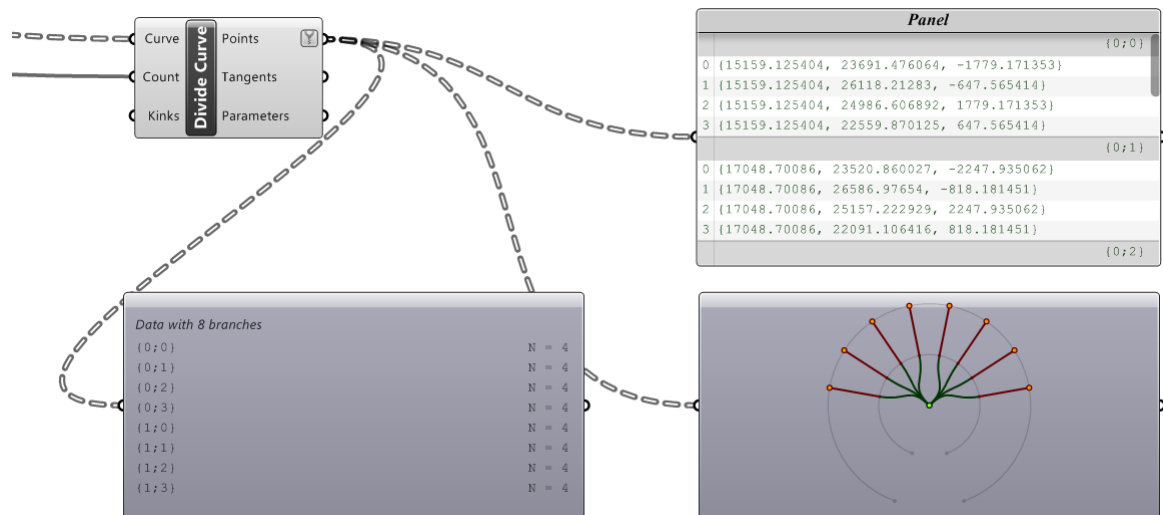 Curve
Count
Kinks
Divide Curve
Points
Tangents
Parameters
Panel
{0;0}
0 {15159.125404, 23691.476064, -1779.171353}
1 {15159.125404, 26118.21283, -647.565414}
2 {15159.125404, 24986.606892, 1779.171353}
3 {15159.125404, 22559.870125, 647.565414}
{0;1}
0 {17048.70086, 23520.860027, -2247.935062}
1 {17048.70086, 26586.97654, -818.181451}
2 {17048.70086, 25157.222929, 2247.935062}
3 {17048.70086, 22091.106416, 818.181451}
{0;2}
Data with 8 branches
{0;0} N = 4
{0;1} N = 4
{0;2} N = 4
{0;3} N = 4
{1;0} N = 4
{1;1} N = 4
{1;2} N = 4
{1;3} N = 4